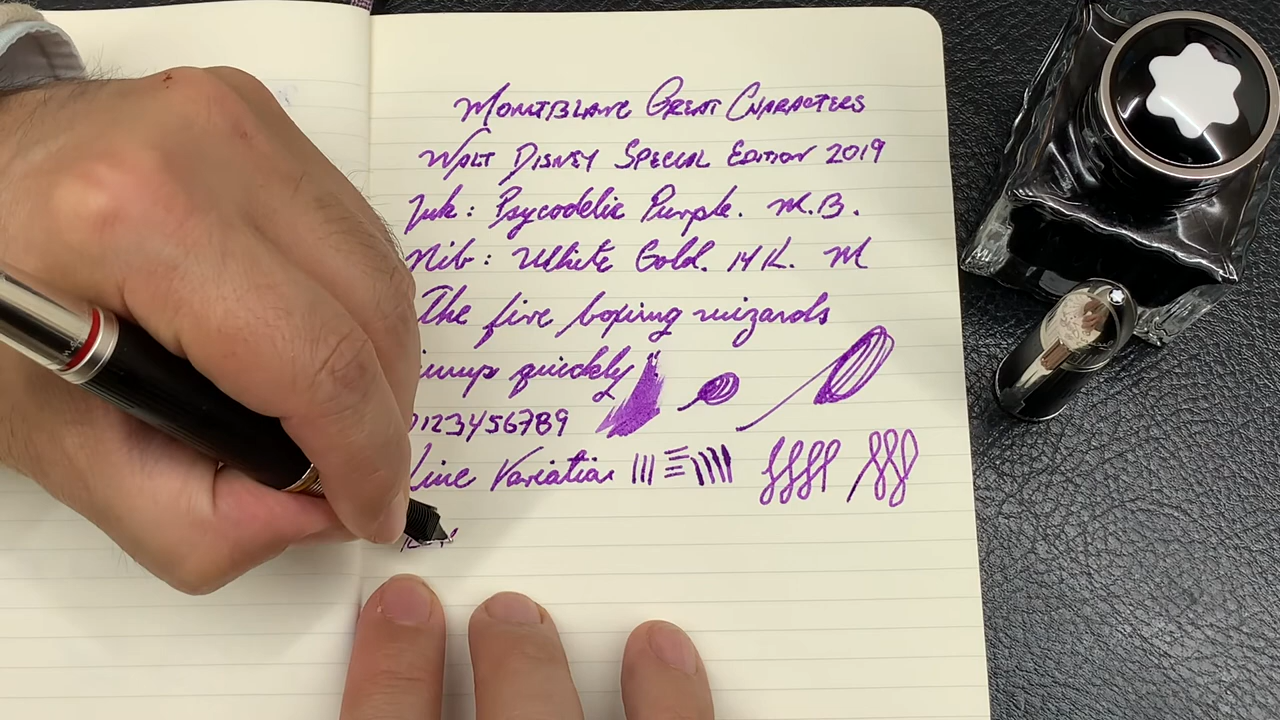 MONTBLANC GREAT CHARACTERS
WALT DISNEY SPECIAL EDITION 2019
Ink: Psycodelic Purple. M.B.
Nib: White Gold. 14 K. M
The five boxing wizards
jump quickly
0123456789
Line Variation